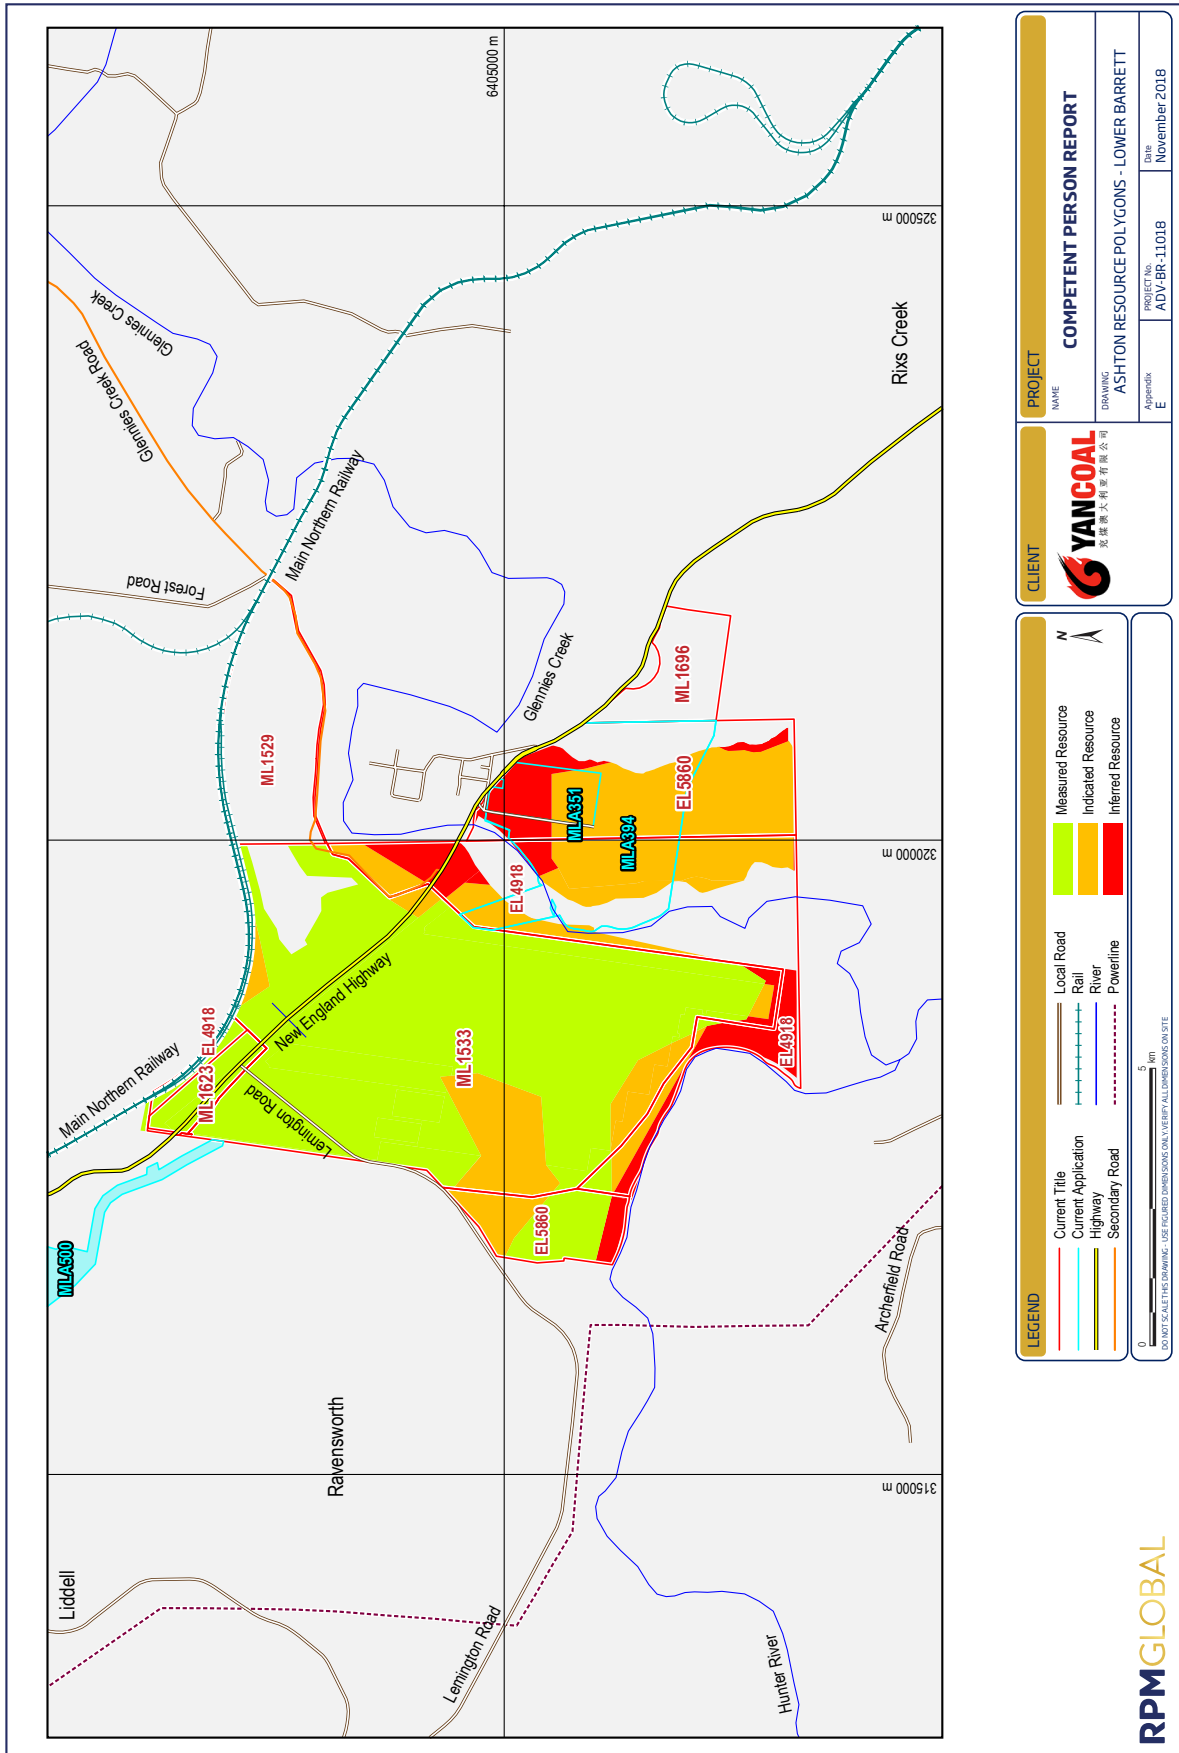 Liddell
Ravensworth
Rixs Creek
MLA500
Main Northern Railway
ML1623
EL4918
New England Highway
Lemington Road
ML1533
EL5860
Lemington Road
Hunter River
Archerfield Road
EL4918
EL4918
MLA351
MLA394
EL5860
ML1696
ML1529
Glennies Creek
Main Northern Railway
Forest Road
Glennies Creek Road
Glennies Creek
6405000 m
315000 m
320000 m
325000 m
RPMGLOBAL
LEGEND
Current Title
Current Application
Highway
Secondary Road
Local Road
Rail
River
Powerline
Measured Resource
Indicated Resource
Inferred Resource
N
0
5
km
DO NOT SCALE THIS DRAWING - USE FIGURED DIMENSIONS ONLY. VERIFY ALL DIMENSIONS ON SITE
CLIENT
YANCOAL
兖煤澳大利亚有限公司
PROJECT
NAME
COMPETENT PERSON REPORT
DRAWING
ASHTON RESOURCE POLYGONS - LOWER BARRETT
Appendix
E
PROJECT No.
ADV-BR-11018
Date
November 2018